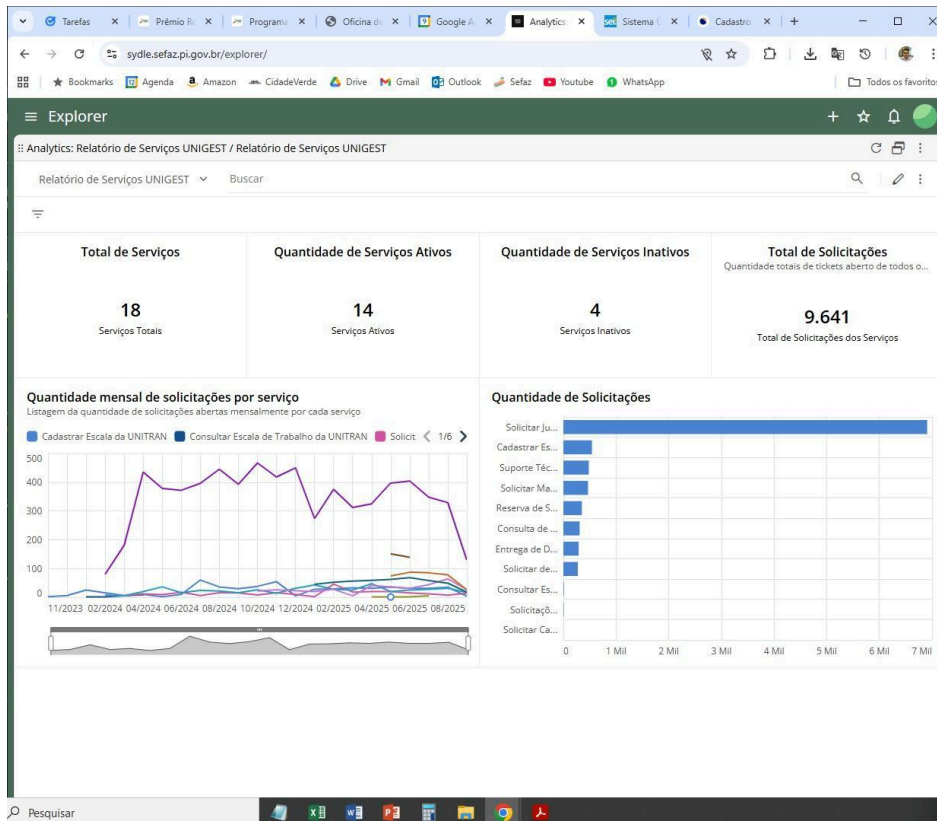 Tarefas
Prêmio R
Programa
Oficina d
Google A
Analytics
Sistema
Cadastro
sydle.sefaz.pi.gov.br/explorer/
Bookmarks
Agenda
Amazon
CidadeVerde
Drive
Gmail
Outlook
Sefaz
Youtube
WhatsApp
Todos os favoritos
Explorer
Analytics: Relatório de Serviços UNIGEST / Relatório de Serviços UNIGEST
Relatório de Serviços UNIGEST
Buscar
Total de Serviços
18
Serviços Totais
Quantidade de Serviços Ativos
14
Serviços Ativos
Quantidade de Serviços Inativos
4
Serviços Inativos
Total de Solicitações
Quantidade totais de tickets aberto de todos o...
9.641
Total de Solicitações dos Serviços
Quantidade mensal de solicitações por serviço
Listagem da quantidade de solicitações abertas mensalmente por cada serviço
Cadastrar Escala da UNITRAN
Consultar Escala de Trabalho da UNITRAN
Solicit
1/6
500
400
300
200
100
0
11/2023 02/2024 04/2024 06/2024 08/2024 10/2024 12/2024 02/2025 04/2025 06/2025 08/2025
Quantidade de Solicitações
Solicitar Ju...
Cadastrar Es...
Suporte Téc...
Solicitar Ma...
Reserva de S...
Consulta de ...
Entrega de D...
Solicitar de...
Consultar Es...
Solicitaçõ...
Solicitar Ca...
0 1 Mil 2 Mil 3 Mil 4 Mil 5 Mil 6 Mil 7 Mil
Pesquisar